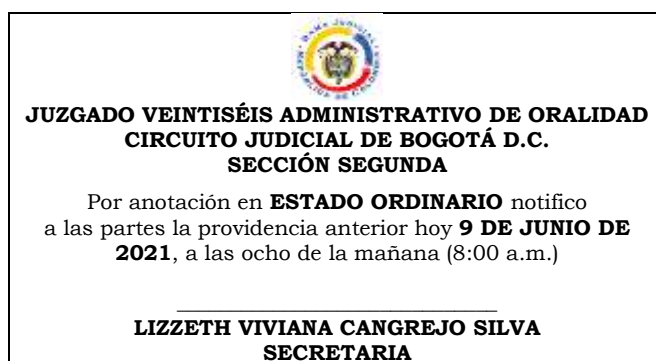 JUZGADO VEINTISÉIS ADMINISTRATIVO DE ORALIDAD
CIRCUITO JUDICIAL DE BOGOTÁ D.C.
SECCIÓN SEGUNDA
Por anotación en ESTADO ORDINARIO notifico
a las partes la providencia anterior hoy 9 DE JUNIO DE
2021, a las ocho de la mañana (8:00 a.m.)
LIZZETH VIVIANA CANGREJO SILVA
SECRETARIA